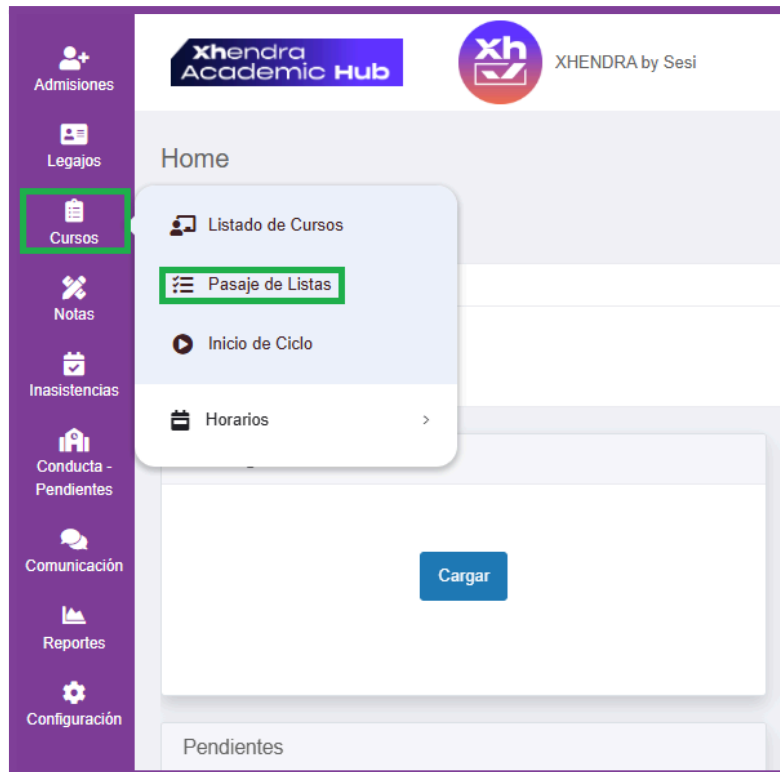 Admisiones
Xhendra
Academic Hub
xh
XHENDRA by Sesi
Legajos
Home
Cursos
Listado de Cursos
Pasaje de Listas
Inicio de Ciclo
Horarios
Notas
Inasistencias
Conducta -
Pendientes
Comunicación
Reportes
Configuración
Cargar
Pendientes